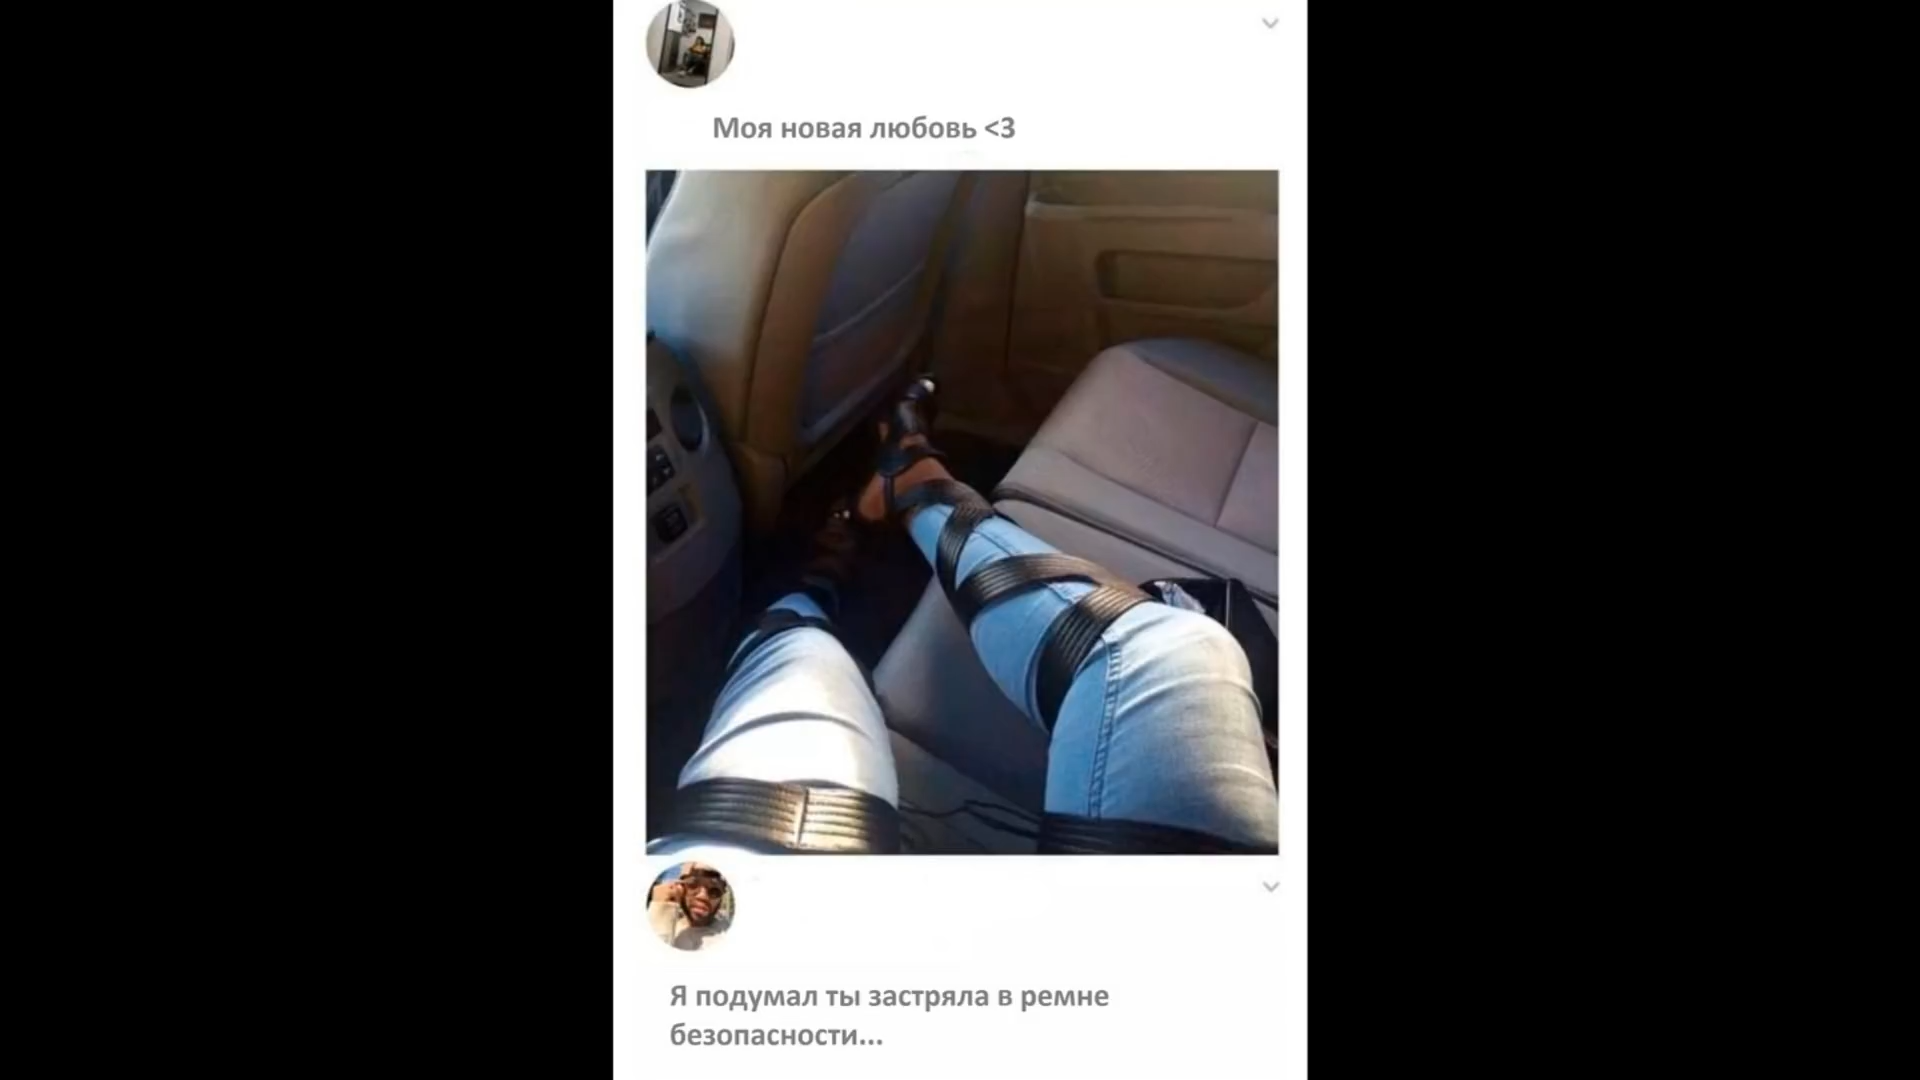 Моя новая любовь <3
Я подумал ты застряла в ремне
безопасности...